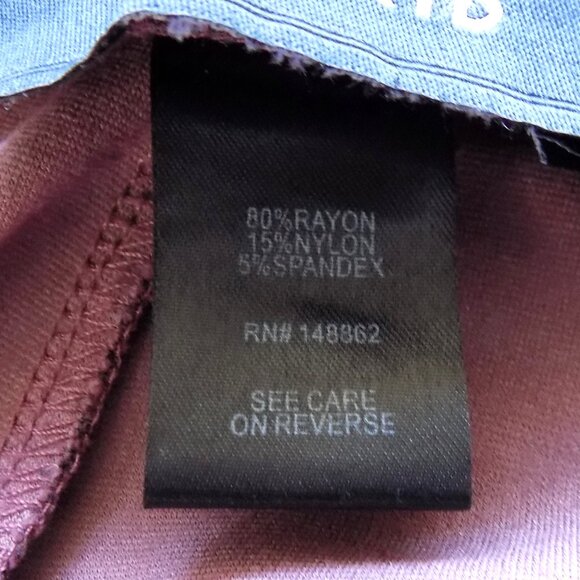 80%RAYON
15%NYLON
5%SPANDEX
RN# 148862
SEE CARE
ON REVERSE